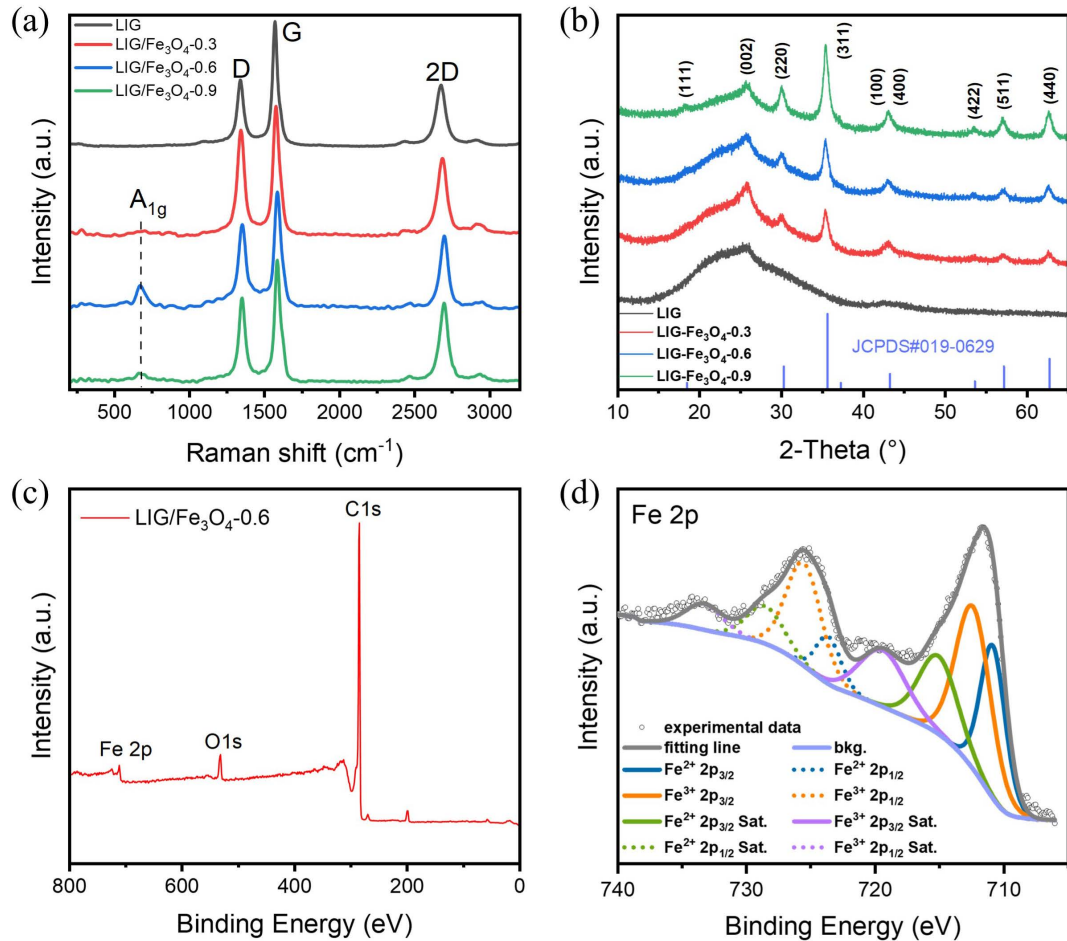 (a)
LIG
LIG/Fe₃O₄-0.3
LIG/Fe₃O₄-0.6
LIG/Fe₃O₄-0.9
D
G
2D
A₁g
Intensity (a.u.)
500 1000 1500 2000 2500 3000
Raman shift (cm⁻¹)
(b)
(111)
(002)
(220)
(311)
(100)
(400)
(422)
(511)
(440)
LIG
LIG-Fe₃O₄-0.3
LIG-Fe₃O₄-0.6
LIG-Fe₃O₄-0.9
JCPDS#019-0629
Intensity (a.u.)
10 20 30 40 50 60
2-Theta (°)
(c)
LIG/Fe₃O₄-0.6
C1s
Fe 2p
O1s
Intensity (a.u.)
800 600 400 200 0
Binding Energy (eV)
(d)
Fe 2p
experimental data
fitting line
bkg.
Fe²⁺ 2p₃/₂
Fe²⁺ 2p₁/₂
Fe³⁺ 2p₃/₂
Fe³⁺ 2p₁/₂
Fe²⁺ 2p₃/₂ Sat.
Fe³⁺ 2p₃/₂ Sat.
Fe²⁺ 2p₁/₂ Sat.
Fe³⁺ 2p₁/₂ Sat.
Intensity (a.u.)
740 730 720 710
Binding Energy (eV)